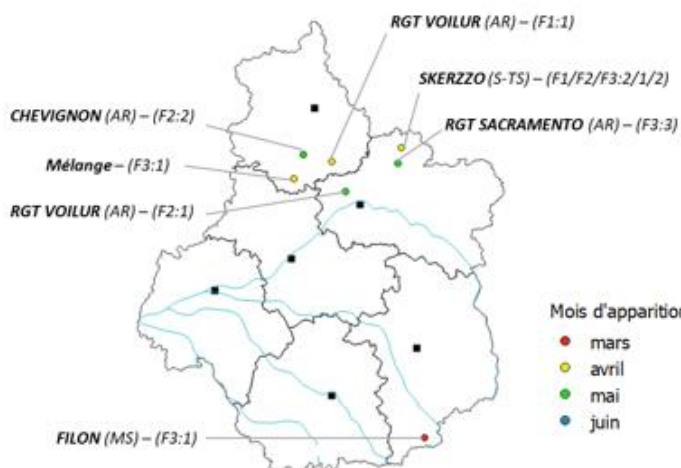 RGT VOILUR (AR) – (F1:1)
SKERZZO (S-TS) – (F1/F2/F3:2/1/2)
CHEVIGNON (AR) – (F2:2)
RGT SACRAMENTO (AR) – (F3:3)
Mélange – (F3:1)
RGT VOILUR (AR) – (F2:1)
Mois d'apparition
mars
avril
mai
juin
FILON (MS) – (F3:1)